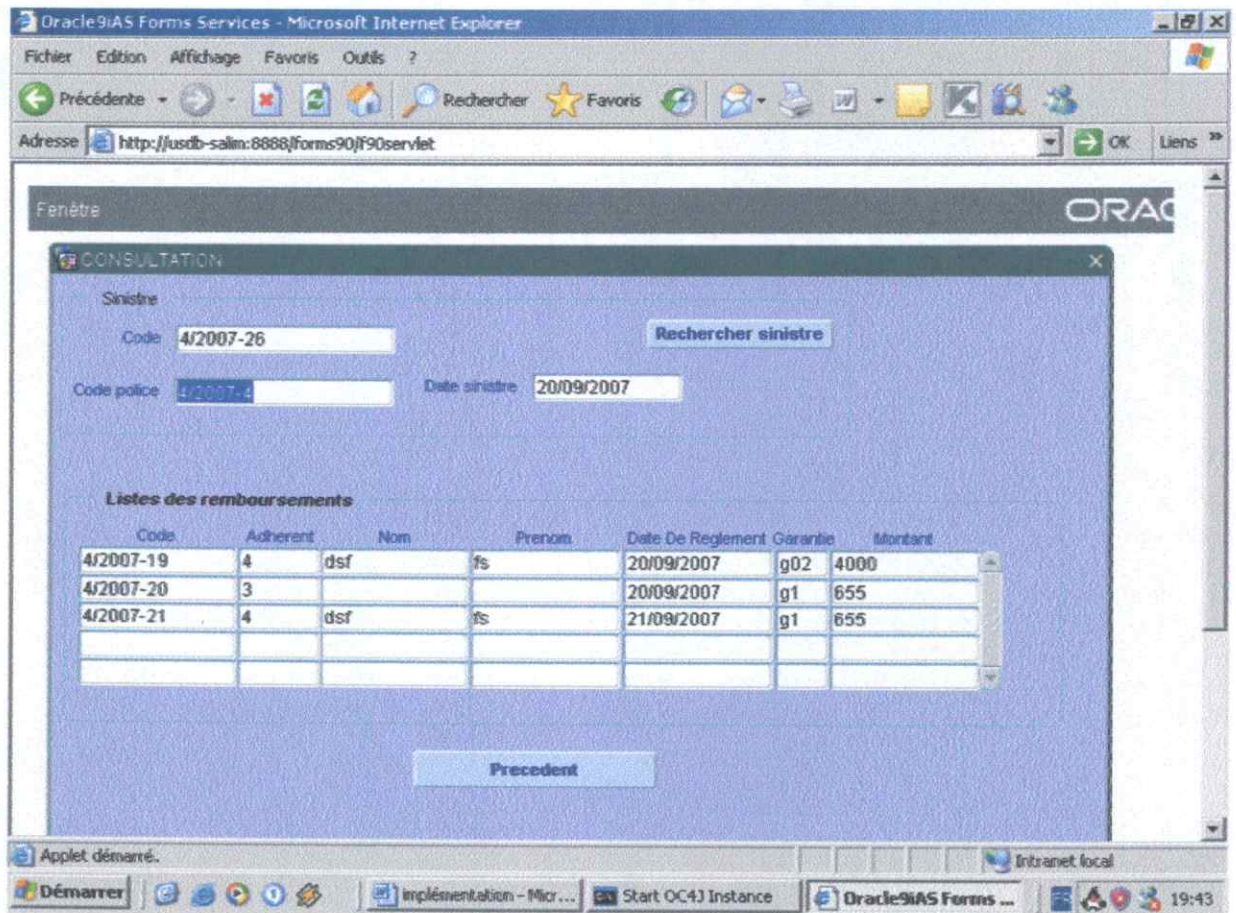 Oracle9iAS Forms Services - Microsoft Internet Explorer
Fichier Edition Affichage Favoris Outils ?
Précédente Rechercher Favoris
Adresse http://usdb-salim:8888/forms90/f90servlet OK Liens »
Fenêtre ORAC
CONSULTATION
Sinistre
Code 4/2007-26 Rechercher sinistre
Code police 4/2007-4 Date sinistre 20/09/2007
Listes des remboursements
Code Adherent Nom Prenom Date De Reglement Garantie Montant
4/2007-19 4 dsf fs 20/09/2007 g02 4000
4/2007-20 3 20/09/2007 g1 655
4/2007-21 4 dsf fs 21/09/2007 g1 655
Precedent
Applet démarré. Intranet local
Démarrer implémentation - Micr... Start OC4J Instance Oracle9iAS Forms ... 19:43